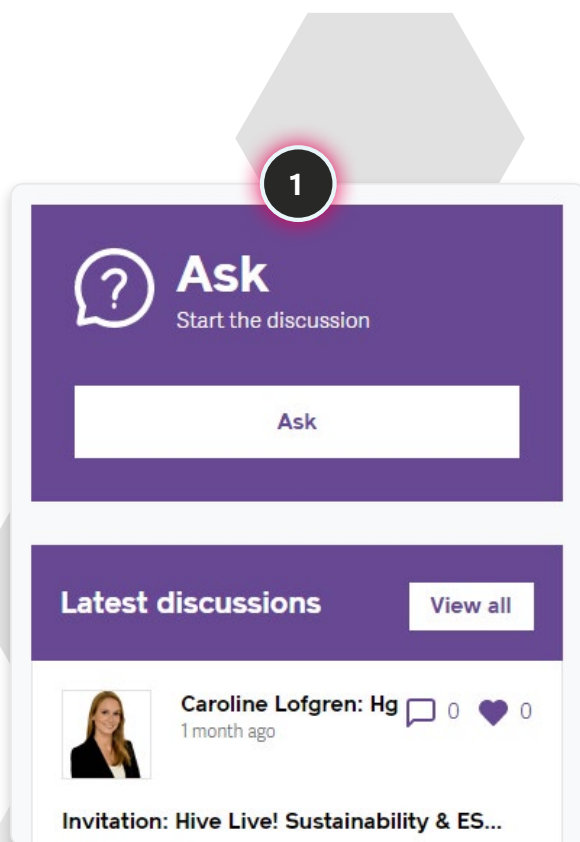 1
Ask
Start the discussion
Ask
Latest discussions
View all
Caroline Lofgren: Hg
0
0
1 month ago
Invitation: Hive Live! Sustainability & ES...